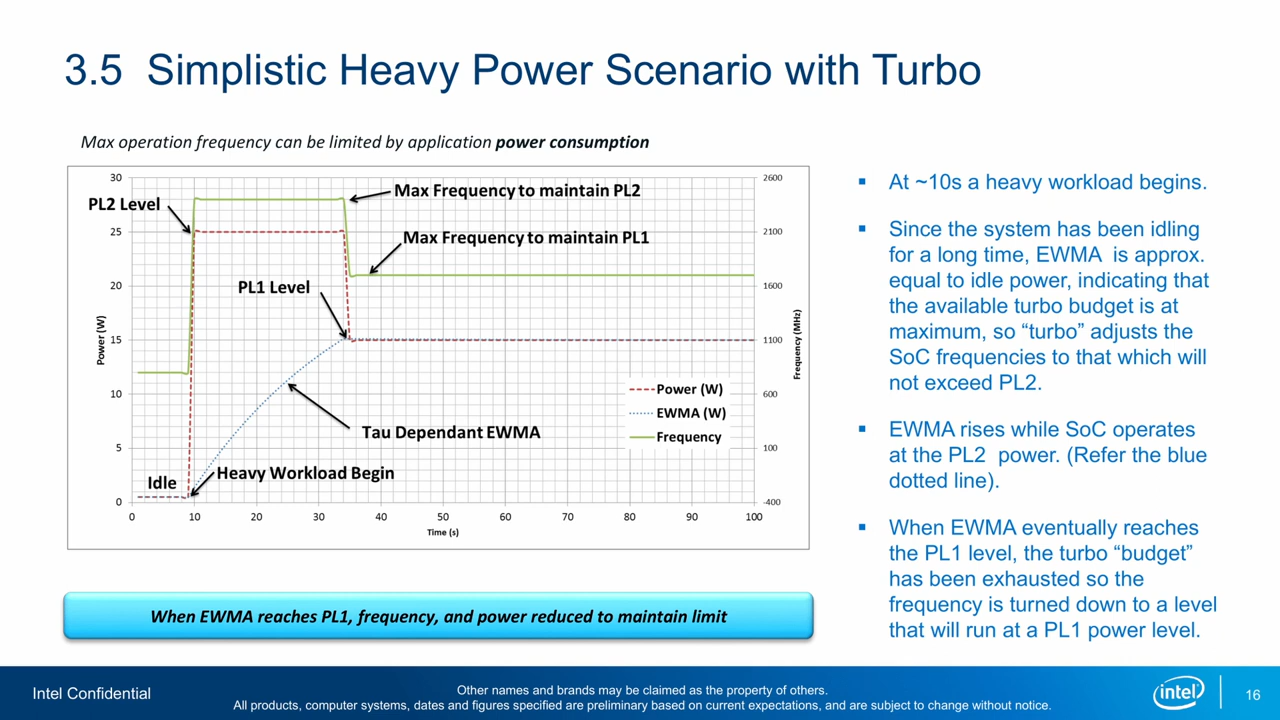 3.5 Simplistic Heavy Power Scenario with Turbo
Max operation frequency can be limited by application power consumption
30
25
20
15
10
5
0
Power (W)
0 10 20 30 40 50 60 70 80 90 100
Time (s)
2600
2100
1600
1100
600
100
-400
Frequency (MHz)
PL2 Level
Max Frequency to maintain PL2
Max Frequency to maintain PL1
PL1 Level
Tau Dependant EWMA
Heavy Workload Begin
Idle
Power (W)
EWMA (W)
Frequency
When EWMA reaches PL1, frequency, and power reduced to maintain limit
▪ At ~10s a heavy workload begins.
▪ Since the system has been idling
for a long time, EWMA is approx.
equal to idle power, indicating that
the available turbo budget is at
maximum, so “turbo” adjusts the
SoC frequencies to that which will
not exceed PL2.
▪ EWMA rises while SoC operates
at the PL2 power. (Refer the blue
dotted line).
▪ When EWMA eventually reaches
the PL1 level, the turbo “budget”
has been exhausted so the
frequency is turned down to a level
that will run at a PL1 power level.
Intel Confidential
Other names and brands may be claimed as the property of others.
All products, computer systems, dates and figures specified are preliminary based on current expectations, and are subject to change without notice.
intel
16